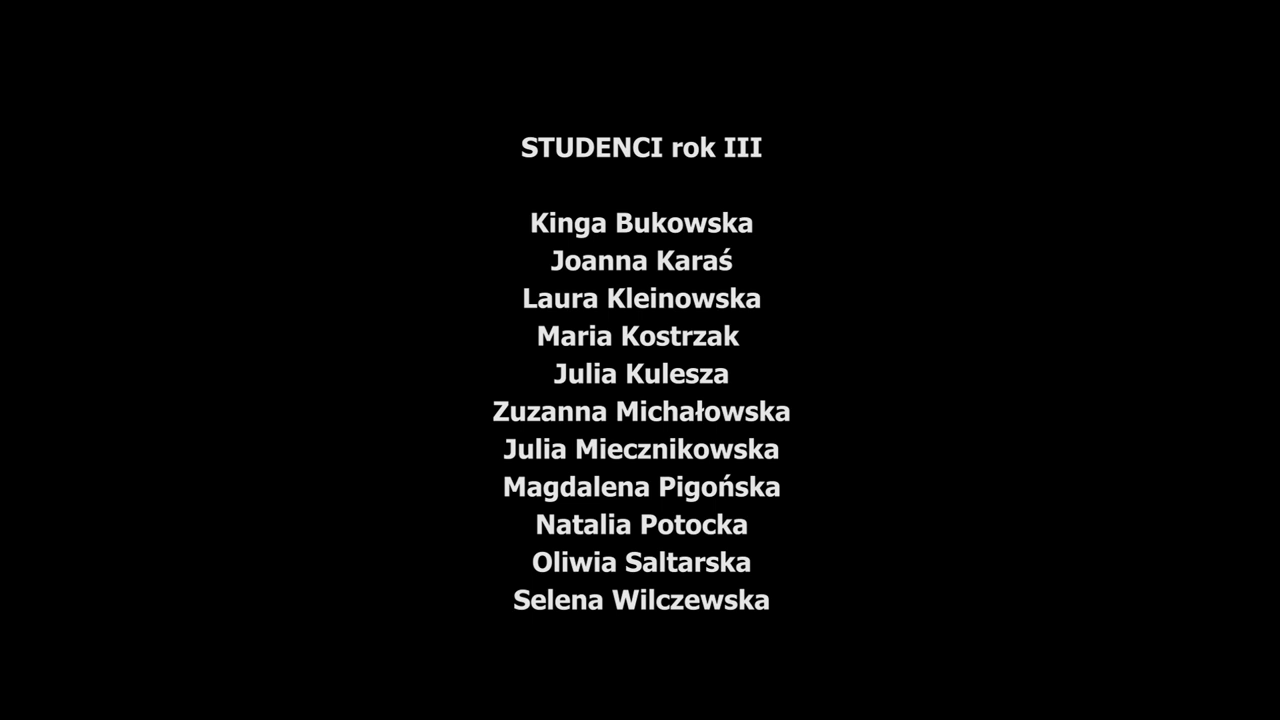 STUDENCI rok III
Kinga Bukowska
Joanna Karaś
Laura Kleinowska
Maria Kostrzak
Julia Kulesza
Zuzanna Michałowska
Julia Miecznikowska
Magdalena Pigońska
Natalia Potocka
Oliwia Saltarska
Selena Wilczewska